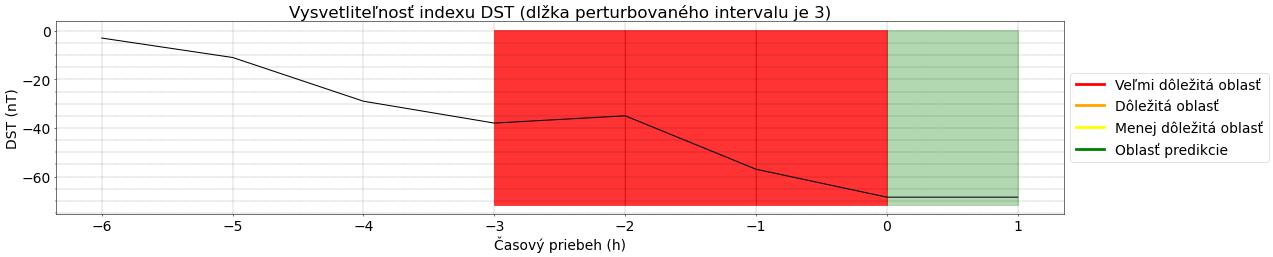 Vysvetliteľnosť indexu DST (dĺžka perturbovaného intervalu je 3)
DST (nT)
0
−20
−40
−60
−6 −5 −4 −3 −2 −1 0 1
Časový priebeh (h)
Veľmi dôležitá oblasť
Dôležitá oblasť
Menej dôležitá oblasť
Oblasť predikcie